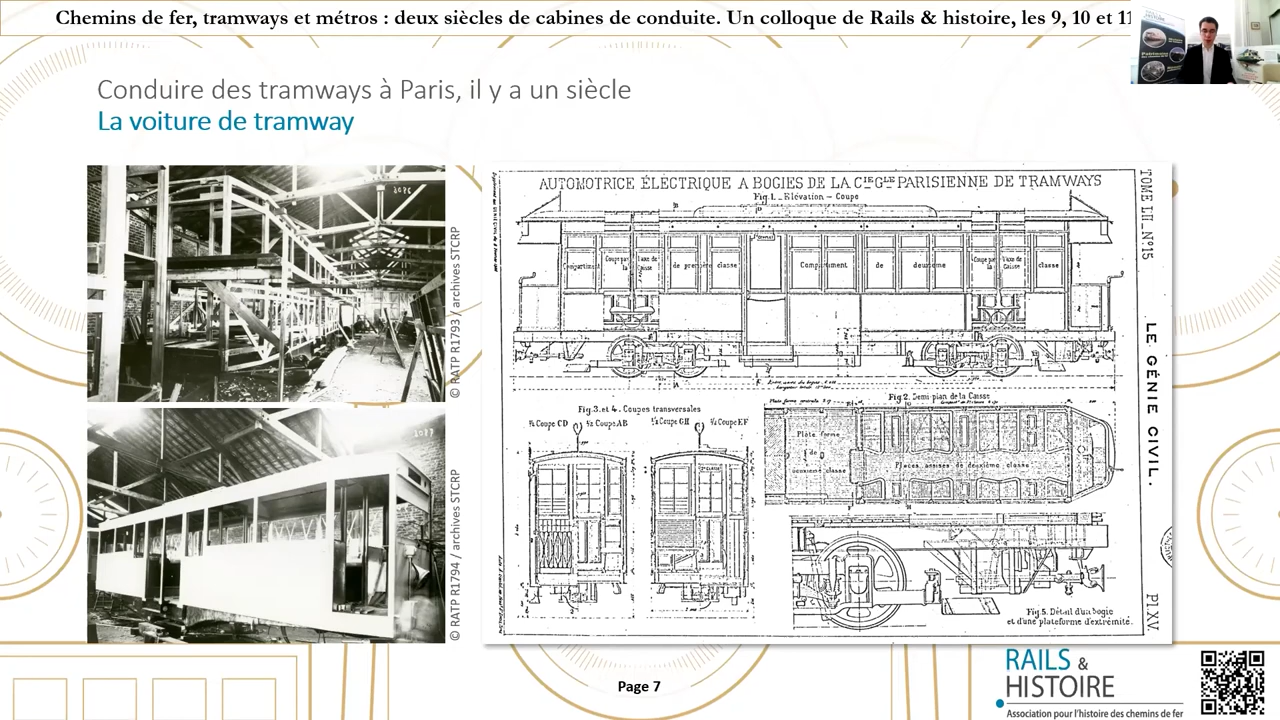 Chemins de fer, tramways et métros : deux siècles de cabines de conduite. Un colloque de Rails & histoire, les 9, 10 et 11
Conduire des tramways à Paris, il y a un siècle
La voiture de tramway
© RATP R1793 / archives STCRP
© RATP R1794 / archives STCRP
AUTOMOTRICE ÉLECTRIQUE A BOGIES DE LA CIE GLE PARISIENNE DE TRAMWAYS
Fig.1._Elévation_Coupe
Compartiment
de première classe
Compartiment
de
deuxième
classe
Fig.3.et 4. Coupes transversales
½ Coupe CD
½ Coupe AB
½ Coupe GH
½ Coupe EF
Fig.2. Demi-plan de la Caisse
Plate forme
de
deuxième classe
Places assises de deuxième classe
Fig.5. Détail d'un bogie
et d'une plateforme d'extrémité.
TOME LII_N°15
LE GÉNIE CIVIL.
Pl.XV.
Page 7
RAILS &
HISTOIRE
Association pour l'histoire des chemins de fer